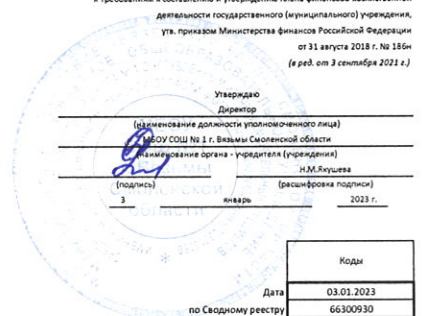 к требованиям к составлению и утверждению плана финансово-хозяйственной
деятельности государственного (муниципального) учреждения,
утв. приказом Министерства финансов Российской Федерации
от 31 августа 2018 г. № 186н
(в ред. от 3 сентября 2021 г.)
Утверждаю
Директор
(наименование должности уполномоченного лица)
МБОУ СОШ № 1 г. Вязьмы Смоленской области
(наименование органа - учредителя (учреждения)
Н.М.Якушева
(подпись) (расшифровка подписи)
3 январь 2023 г.
Коды
Дата 03.01.2023
по Сводному реестру 66300930